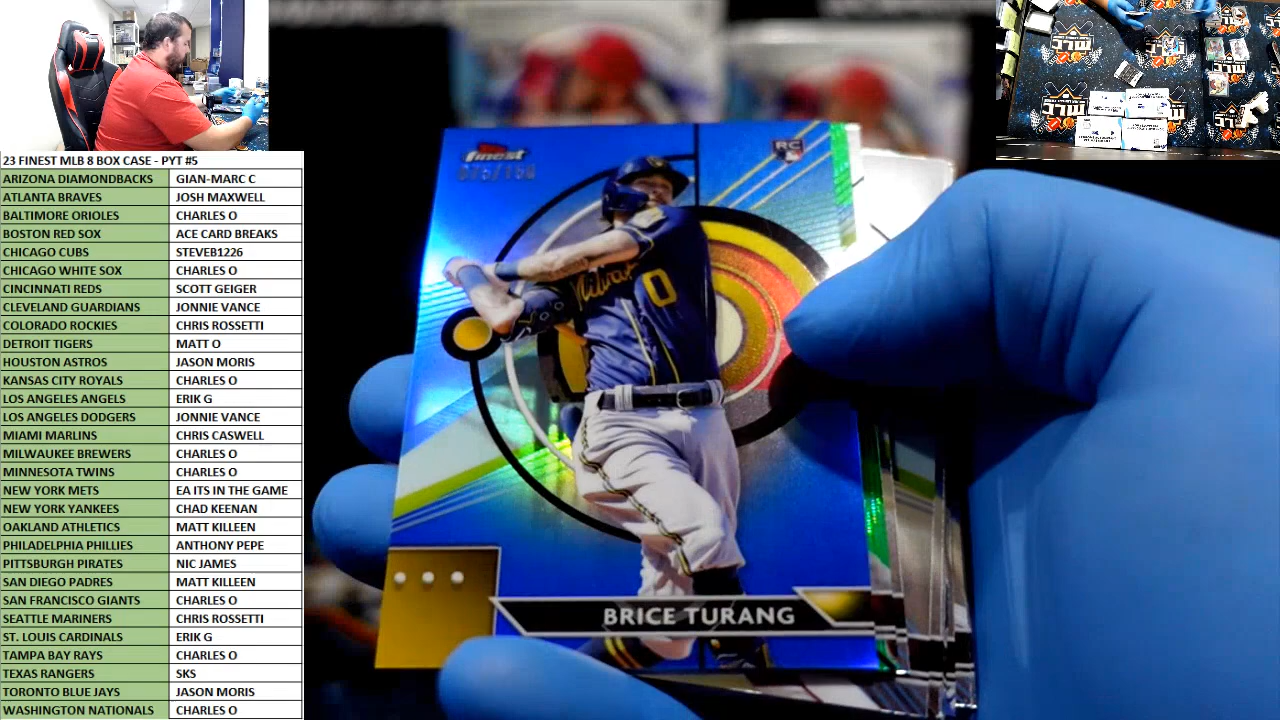 23 FINEST MLB 8 BOX CASE - PYT #5
ARIZONA DIAMONDBACKS GIAN-MARC C
ATLANTA BRAVES JOSH MAXWELL
BALTIMORE ORIOLES CHARLES O
BOSTON RED SOX ACE CARD BREAKS
CHICAGO CUBS STEVEB1226
CHICAGO WHITE SOX CHARLES O
CINCINNATI REDS SCOTT GEIGER
CLEVELAND GUARDIANS JONNIE VANCE
COLORADO ROCKIES CHRIS ROSSETTI
DETROIT TIGERS MATT O
HOUSTON ASTROS JASON MORIS
KANSAS CITY ROYALS CHARLES O
LOS ANGELES ANGELS ERIK G
LOS ANGELES DODGERS JONNIE VANCE
MIAMI MARLINS CHRIS CASWELL
MILWAUKEE BREWERS CHARLES O
MINNESOTA TWINS CHARLES O
NEW YORK METS EA ITS IN THE GAME
NEW YORK YANKEES CHAD KEENAN
OAKLAND ATHLETICS MATT KILLEEN
PHILADELPHIA PHILLIES ANTHONY PEPE
PITTSBURGH PIRATES NIC JAMES
SAN DIEGO PADRES MATT KILLEEN
SAN FRANCISCO GIANTS CHARLES O
SEATTLE MARINERS CHRIS ROSSETTI
ST. LOUIS CARDINALS ERIK G
TAMPA BAY RAYS CHARLES O
TEXAS RANGERS SKS
TORONTO BLUE JAYS JASON MORIS
WASHINGTON NATIONALS CHARLES O
Topps
finest
RC
0
BRICE TURANG